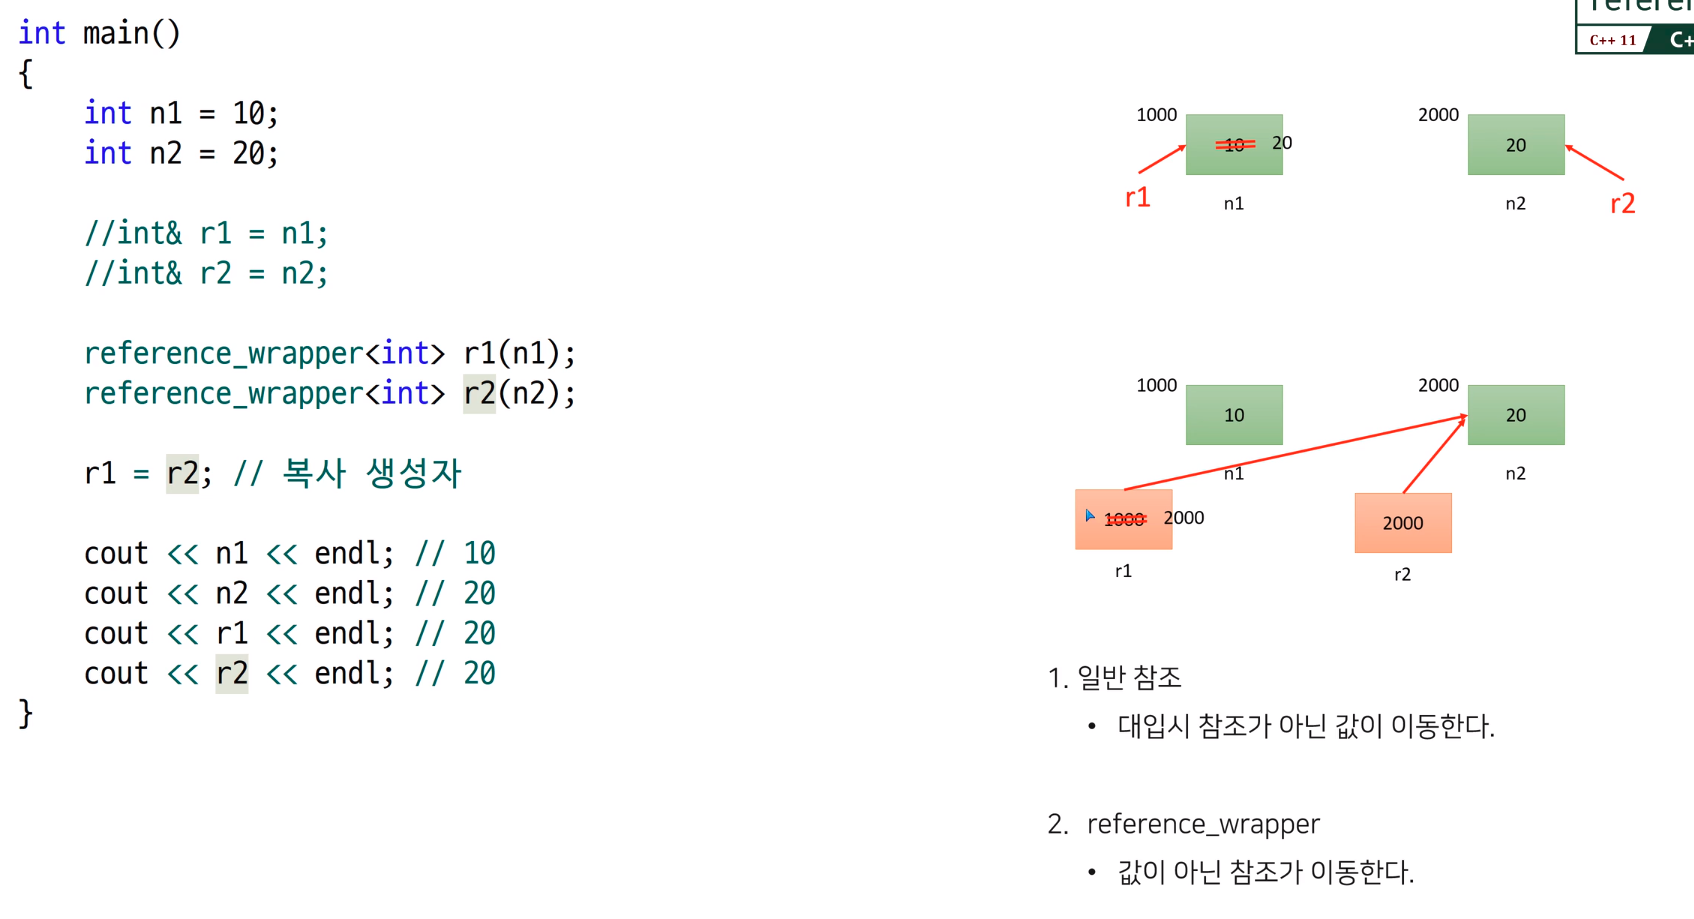 int main()
{
int n1 = 10;
int n2 = 20;
//int& r1 = n1;
//int& r2 = n2;
reference_wrapper<int> r1(n1);
reference_wrapper<int> r2(n2);
r1 = r2; // 복사 생성자
cout << n1 << endl; // 10
cout << n2 << endl; // 20
cout << r1 << endl; // 20
cout << r2 << endl; // 20
}
C++ 11
1000
10
20
r1
n1
2000
20
n2
r2
1000
10
n1
2000
20
n2
1000
2000
r1
2000
r2
1. 일반 참조
• 대입시 참조가 아닌 값이 이동한다.
2. reference_wrapper
• 값이 아닌 참조가 이동한다.